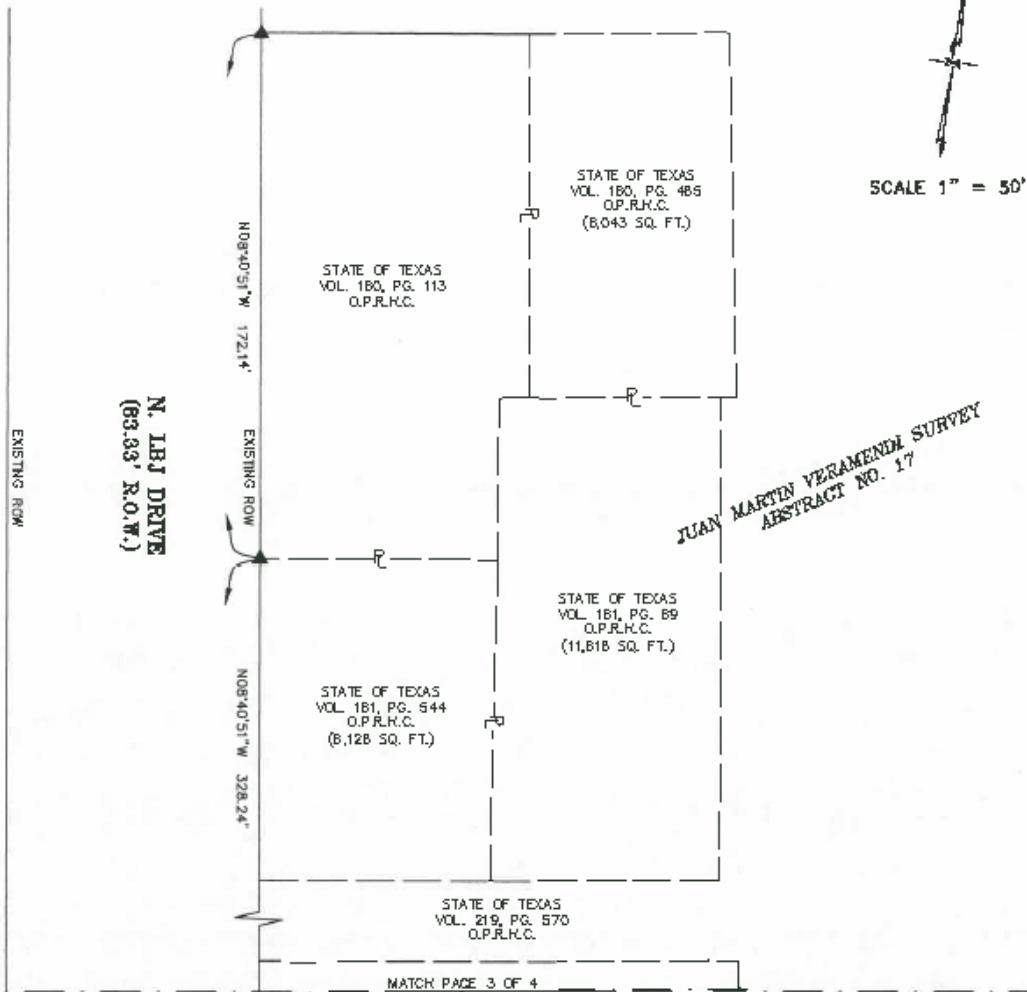 SCALE 1" = 50'
STATE OF TEXAS
VOL. 180, PG. 485
O.P.R.H.C.
(8,043 SQ. FT.)
STATE OF TEXAS
VOL. 180, PG. 113
O.P.R.H.C.
N08°40'51"W 172.14'
EXISTING ROW
N. LBJ DRIVE
(83.33' R.O.W.)
EXISTING ROW
JUAN MARTIN VERAMENDI SURVEY
ABSTRACT NO. 17
STATE OF TEXAS
VOL. 181, PG. 89
O.P.R.H.C.
(11,818 SQ. FT.)
STATE OF TEXAS
VOL. 181, PG. 544
O.P.R.H.C.
(8,128 SQ. FT.)
N08°40'51"W 328.24'
STATE OF TEXAS
VOL. 219, PG. 570
O.P.R.H.C.
MATCH PAGE 3 OF 4